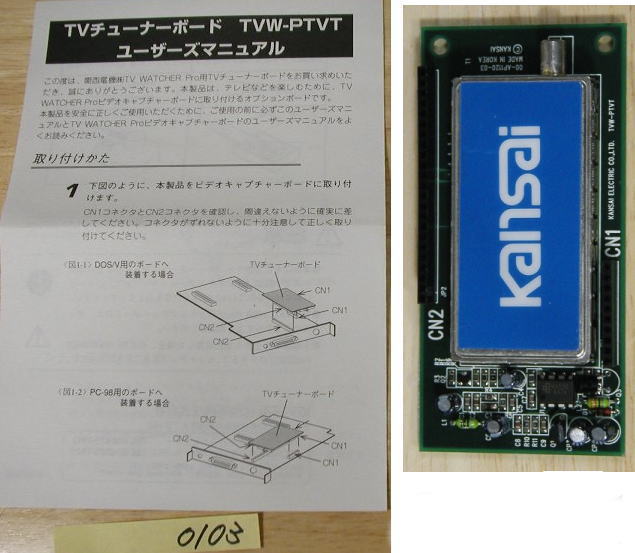 TVチューナーボード TVW-PTVT
ユーザーズマニュアル
この度は、関西電機㈱TV WATCHER Pro用TVチューナーボードをお買い求めいた
だき、誠にありがとうございます。本製品は、テレビなどを楽しむために、TV
WATCHER Proビデオキャプチャーボードに取り付けるオプションボードです。
本製品を安全に正しくご使用いただくために、ご使用の前に必ずこのユーザーズマニ
ュアルとTV WATCHER Proビデオキャプチャーボードのユーザーズマニュアルをよ
くお読みください。
取り付けかた
1 下図のように、本製品をビデオキャプチャーボードに取り付
けます。
CN1コネクタとCN2コネクタを確認し、間違えないように確実に差
してください。コネクタがずれないように十分注意して正しく取り
付けてください。
〈図1-1〉DOS/V用のボードへ
装着する場合
TVチューナーボード
CN1
CN1
CN2
CN2
〈図1-2〉PC-98用のボードへ
装着する場合
TVチューナーボード
CN2
CN2
CN1
CN1
0103
kansai
© KANSAI
MADE IN KOREA
00-AP1120-03
T1
KANSAI ELECTRIC CO.,LTD. TVW-PTVT
CN1
CN2
JP2
R3
Q2
L1
C8
R10
R11
C9
Q1